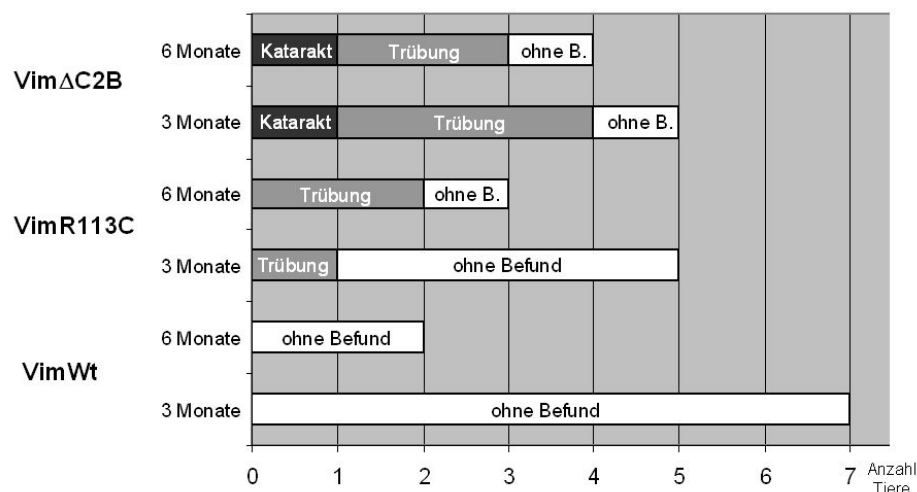 6 Monate Katarakt Trübung ohne B.
Vim∆C2B
3 Monate Katarakt Trübung ohne B.
6 Monate Trübung ohne B.
VimR113C
3 Monate Trübung ohne Befund
6 Monate ohne Befund
VimWt
3 Monate ohne Befund
0 1 2 3 4 5 6 7 Anzahl
Tiere